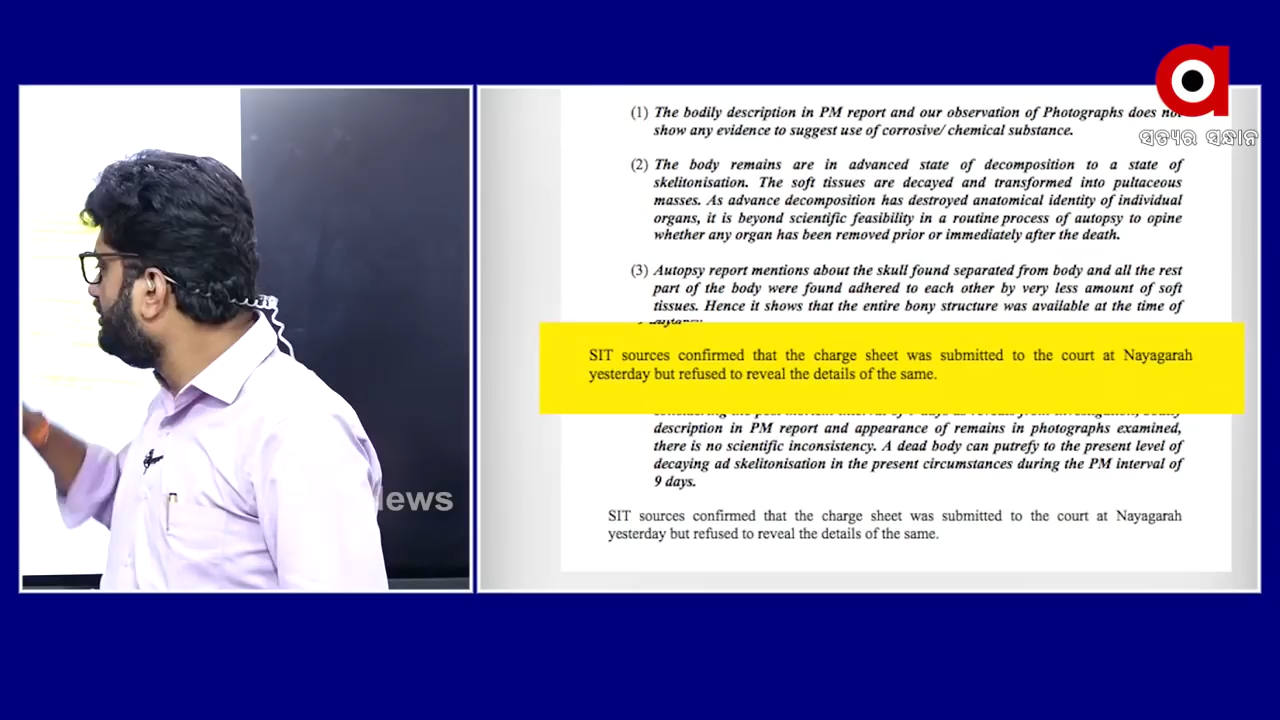 ସତ୍ୟର ସନ୍ଧାନ
(1) The bodily description in PM report and our observation of Photographs does not
show any evidence to suggest use of corrosive/ chemical substance.
(2) The body remains are in advanced state of decomposition to a state of
skelitonisation. The soft tissues are decayed and transformed into pultaceous
masses. As advance decomposition has destroyed anatomical identity of individual
organs, it is beyond scientific feasibility in a routine process of autopsy to opine
whether any organ has been removed prior or immediately after the death.
(3) Autopsy report mentions about the skull found separated from body and all the rest
part of the body were found adhered to each other by very less amount of soft
tissues. Hence it shows that the entire bony structure was available at the time of
SIT sources confirmed that the charge sheet was submitted to the court at Nayagarah
yesterday but refused to reveal the details of the same.
description in PM report and appearance of remains in photographs examined,
there is no scientific inconsistency. A dead body can putrefy to the present level of
decaying ad skelitonisation in the present circumstances during the PM interval of
9 days.
SIT sources confirmed that the charge sheet was submitted to the court at Nayagarah
yesterday but refused to reveal the details of the same.
News